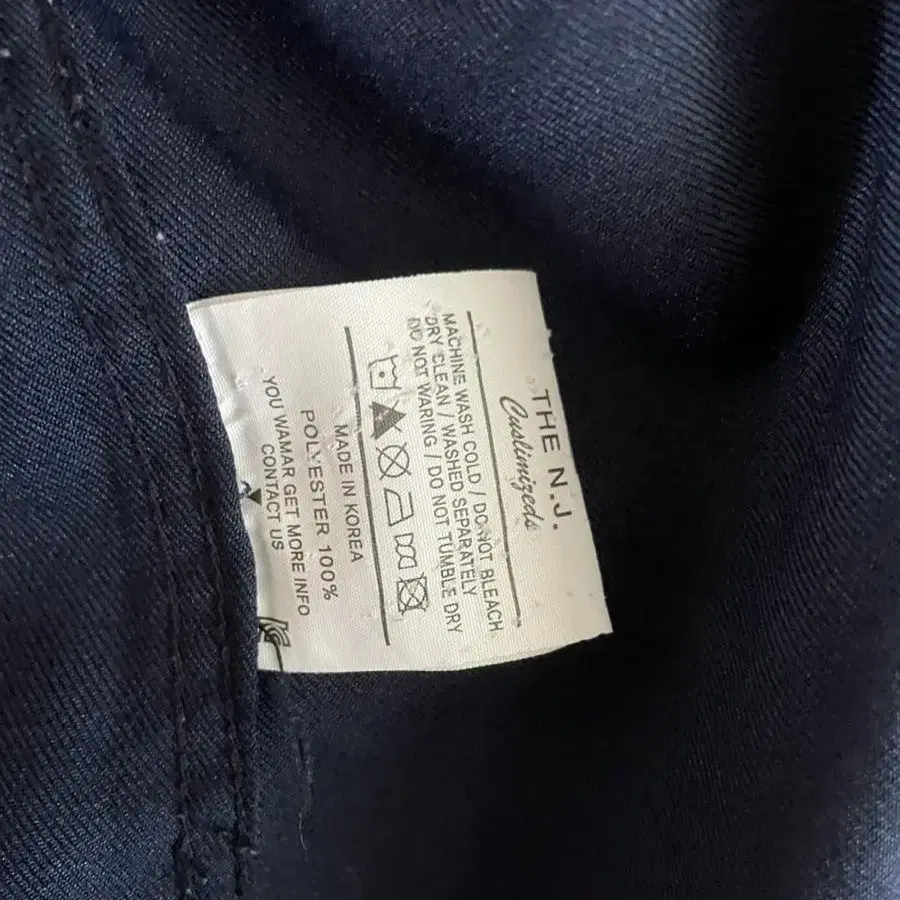 THE N.J.
Cuslimizeds
MACHINE WASH COLD / DO NOT BLEACH
DRY CLEAN / WASHED SEPARATELY
DO NOT WARING / DO NOT TUMBLE DRY
MADE IN KOREA
POLYESTER 100%
YOU WAMAR GET MORE INFO
CONTACT US